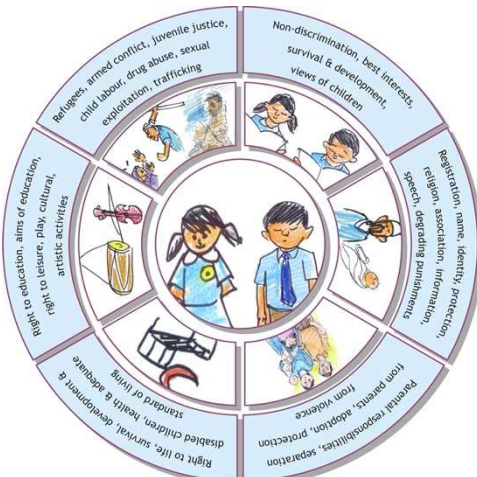 Non-discrimination, best interests,
survival & development,
views of children
Registration, name, identity, protection,
religion, association, information,
speech, degrading punishments
Parental responsibilities, separation
from parents, adoption, protection
from violence
Right to life, survival, development &
disabled children, health & adequate
standard of living
Right to education, aims of education,
right to leisure, play, cultural,
artistic activities
Refugees, armed conflict, juvenile justice,
child labour, drug abuse, sexual
exploitation, trafficking